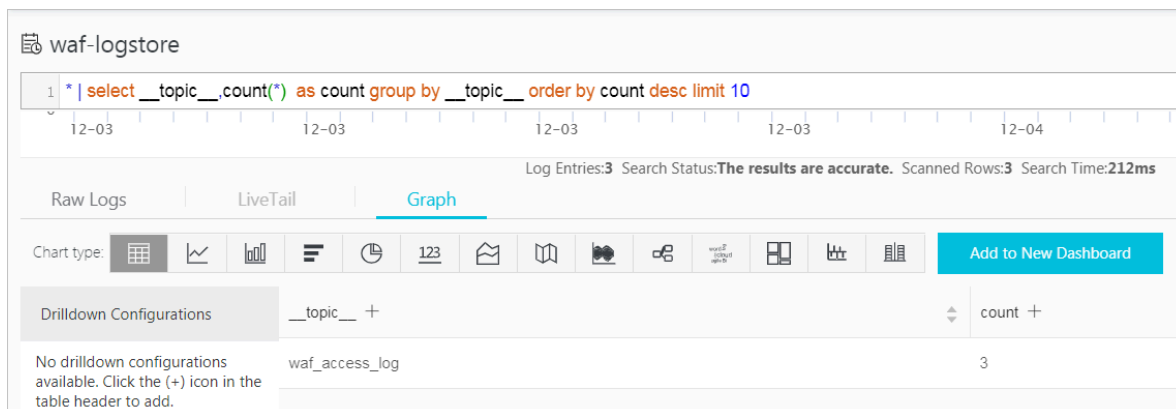 waf-logstore
1 * | select __topic__,count(*) as count group by __topic__ order by count desc limit 10
12-03 12-03 12-03 12-03 12-04
Log Entries:3 Search Status:The results are accurate. Scanned Rows:3 Search Time:212ms
Raw Logs LiveTail Graph
Chart type: 123 Add to New Dashboard
Drilldown Configurations __topic__ + count +
No drilldown configurations waf_access_log 3
available. Click the (+) icon in the
table header to add.